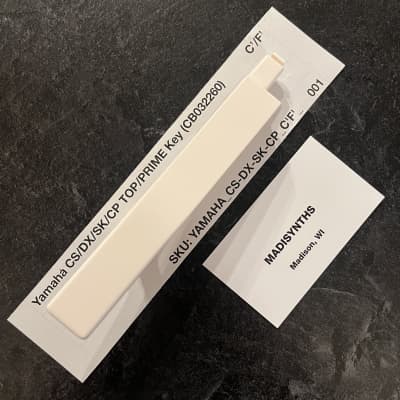 Yamaha CS/DX/SK/CP TOP/PRIME Key (CB032260)
C'/F'
SKU: YAMAHA_CS-DX-SK-CP_C'F'_
001
MADISYNTHS
Madison, WI